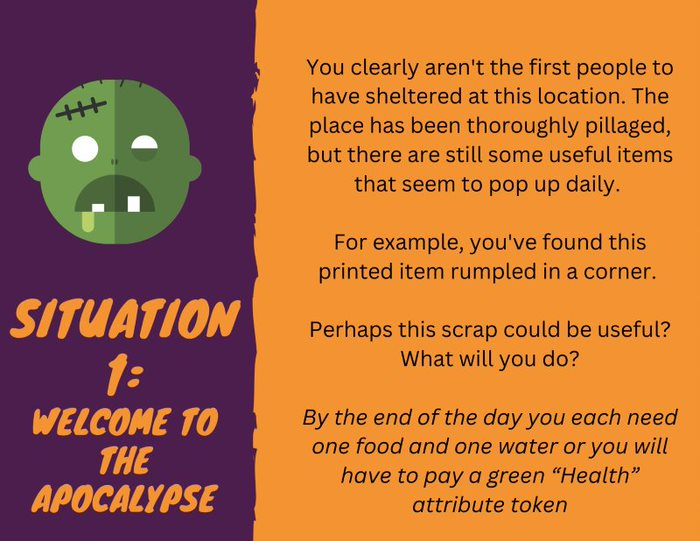 SITUATION
1:
WELCOME TO
THE
APOCALYPSE
You clearly aren't the first people to
have sheltered at this location. The
place has been thoroughly pillaged,
but there are still some useful items
that seem to pop up daily.
For example, you've found this
printed item rumpled in a corner.
Perhaps this scrap could be useful?
What will you do?
By the end of the day you each need
one food and one water or you will
have to pay a green “Health”
attribute token